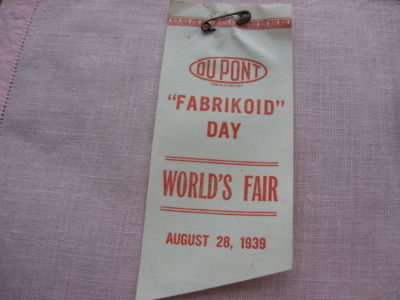 DU PONT
"FABRIKOID"
DAY
WORLD'S FAIR
AUGUST 28, 1939